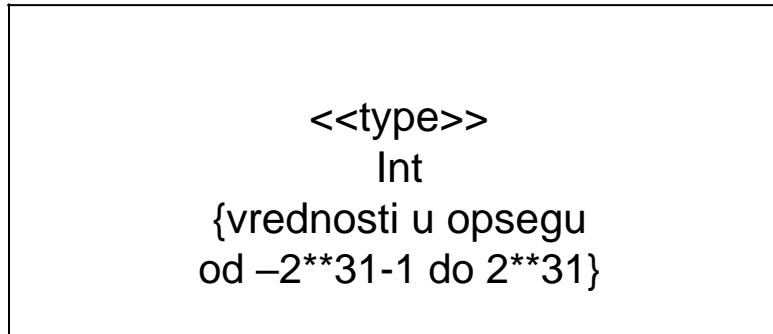 <<type>>
Int
{vrednosti u opsegu
od –2**31-1 do 2**31}